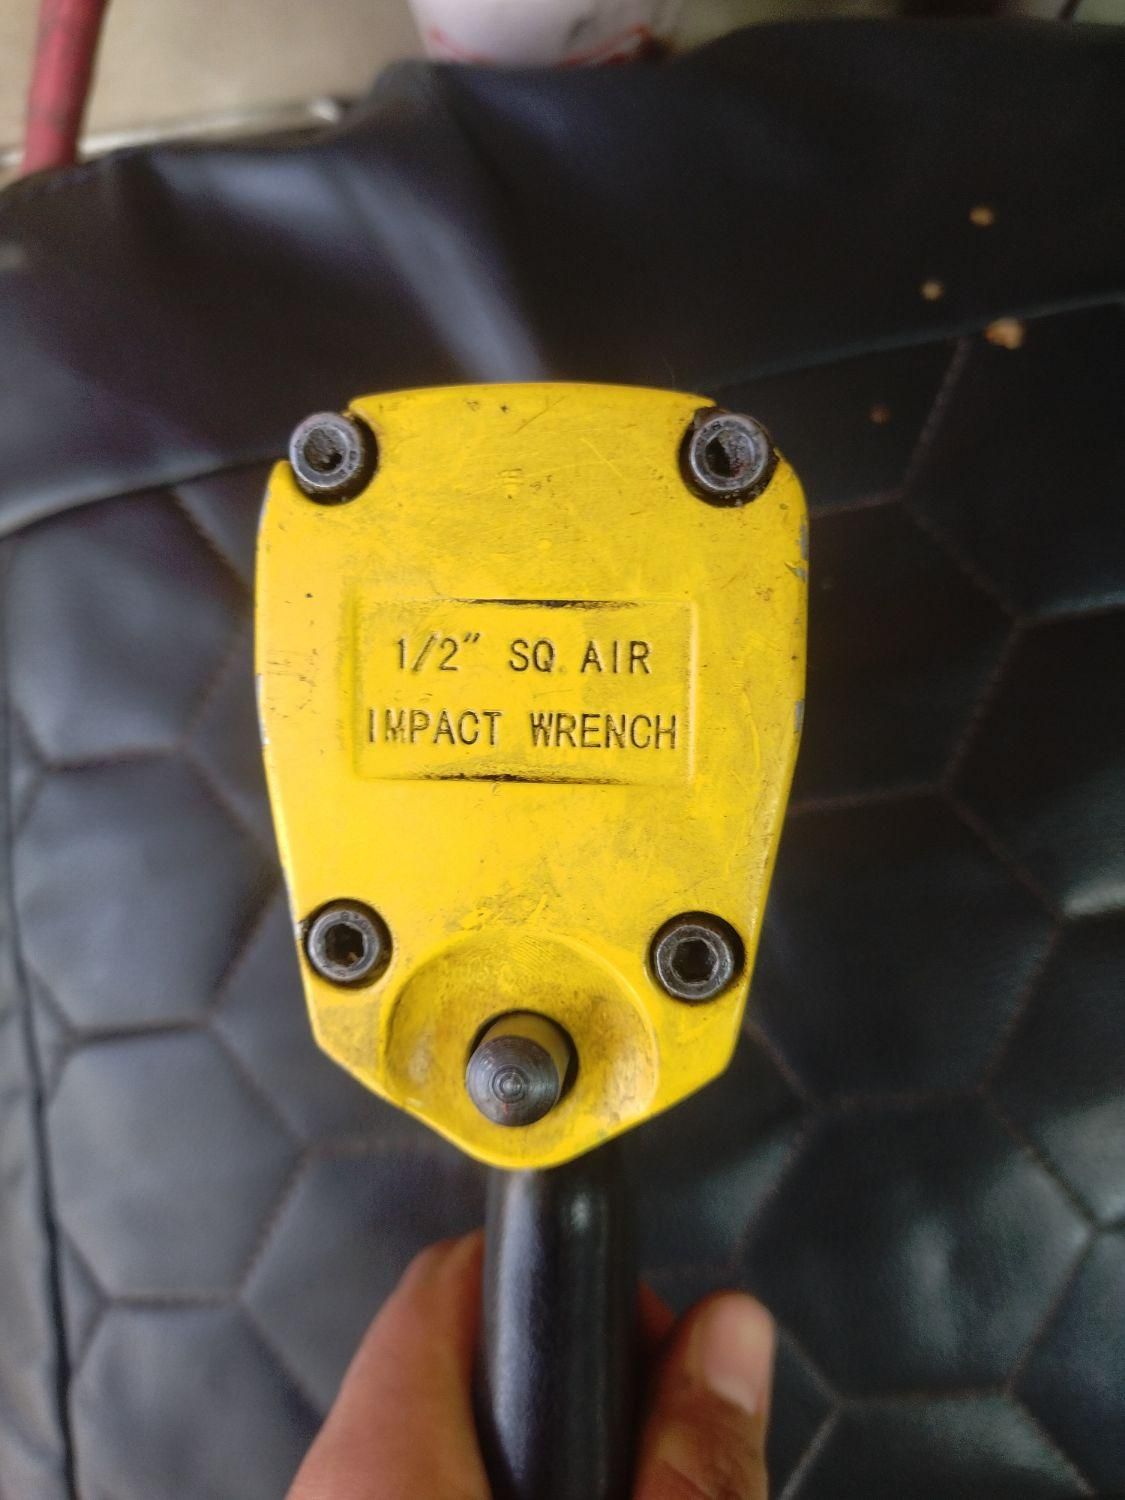 1/2" SQ. AIR
IMPACT WRENCH